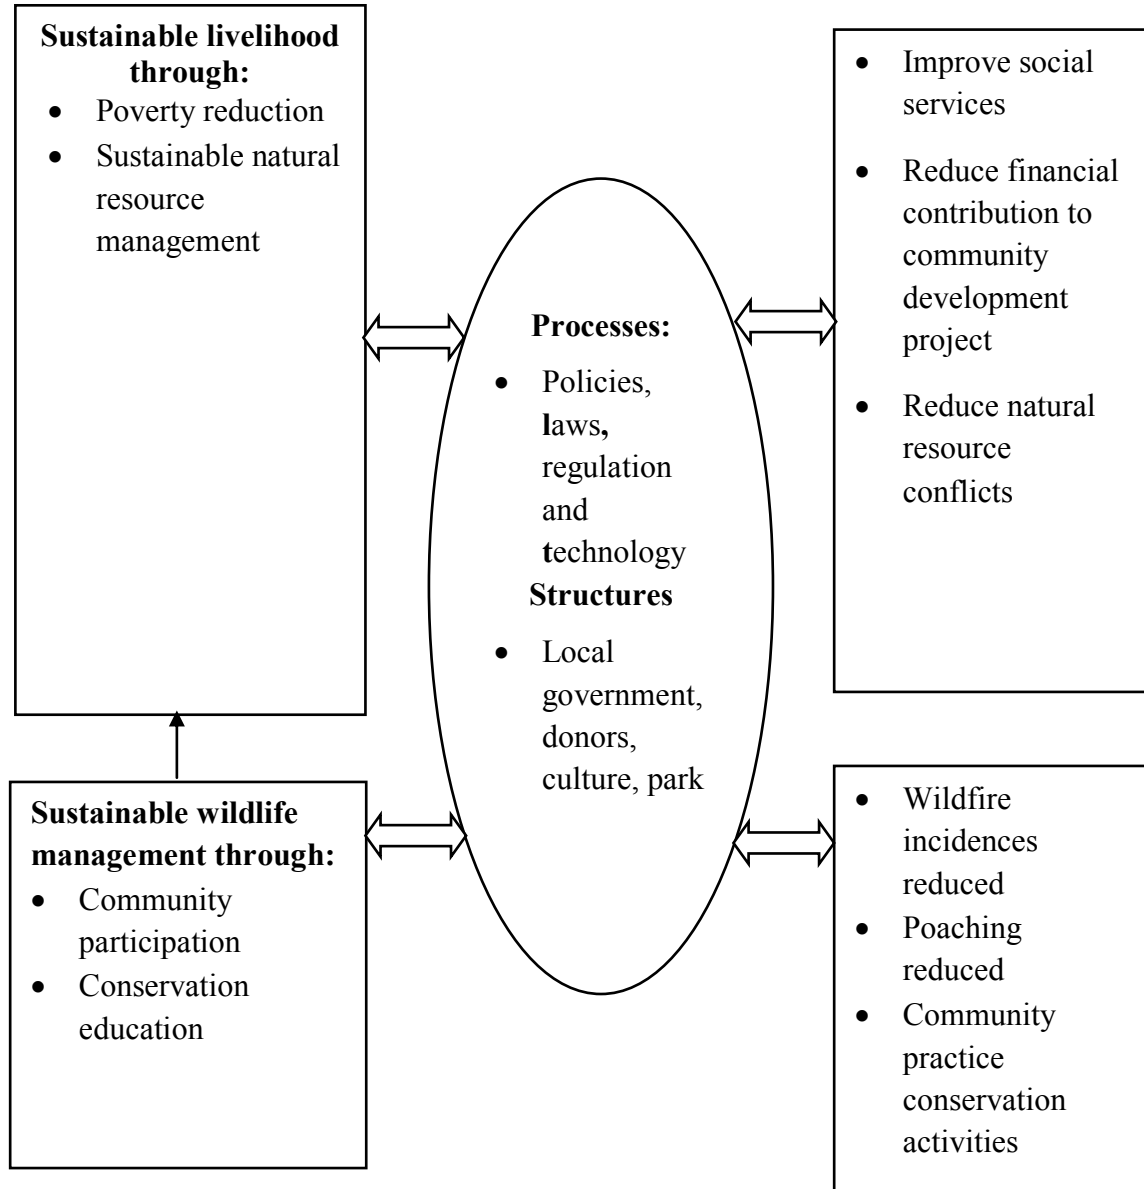 Sustainable livelihood
through:
• Poverty reduction
• Sustainable natural
resource
management
Sustainable wildlife
management through:
• Community
participation
• Conservation
education
Processes:
• Policies,
laws,
regulation
and
technology
Structures
• Local
government,
donors,
culture, park
• Improve social
services
• Reduce financial
contribution to
community
development
project
• Reduce natural
resource
conflicts
• Wildfire
incidences
reduced
• Poaching
reduced
• Community
practice
conservation
activities